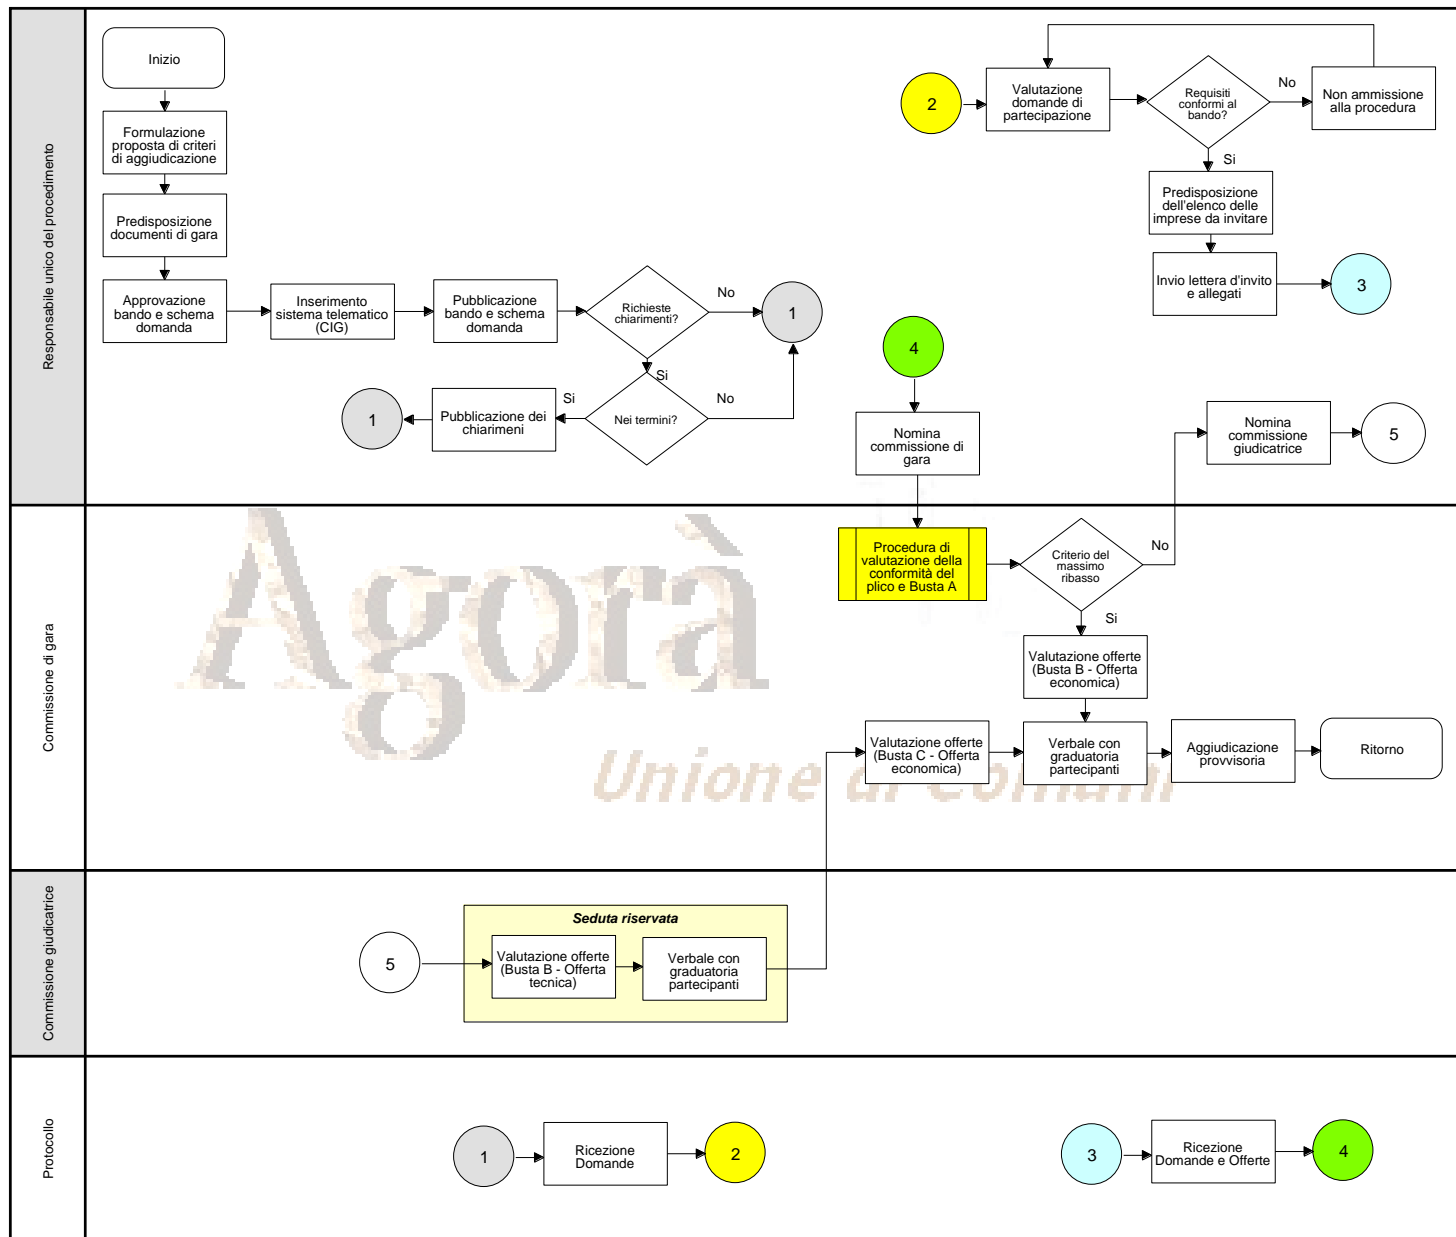 Responsabile unico del procedimento
Inizio
Formulazione
proposta di criteri
di aggiudicazione
Predisposizione
documenti di gara
Approvazione
bando e schema
domanda
Inserimento
sistema telematico
(CIG)
Pubblicazione
bando e schema
domanda
Richieste
chiarimenti?
No
1
Si
Nei termini?
No
Si
Pubblicazione dei
chiarimeni
1
2
Valutazione
domande di
partecipazione
Requisiti
conformi al
bando?
No
Non ammissione
alla procedura
Si
Predisposizione
dell'elenco delle
imprese da invitare
Invio lettera d'invito
e allegati
3
4
Nomina
commissione di
gara
Nomina
commissione
giudicatrice
5
Commissione di gara
Procedura di
valutazione della
conformità del
plico e Busta A
Criterio del
massimo
ribasso
No
Si
Valutazione offerte
(Busta B - Offerta
economica)
Valutazione offerte
(Busta C - Offerta
economica)
Verbale con
graduatoria
partecipanti
Aggiudicazione
provvisoria
Ritorno
Agorà
Unione di Comuni
Commissione giudicatrice
5
Seduta riservata
Valutazione offerte
(Busta B - Offerta
tecnica)
Verbale con
graduatoria
partecipanti
Protocollo
1
Ricezione
Domande
2
3
Ricezione
Domande e Offerte
4